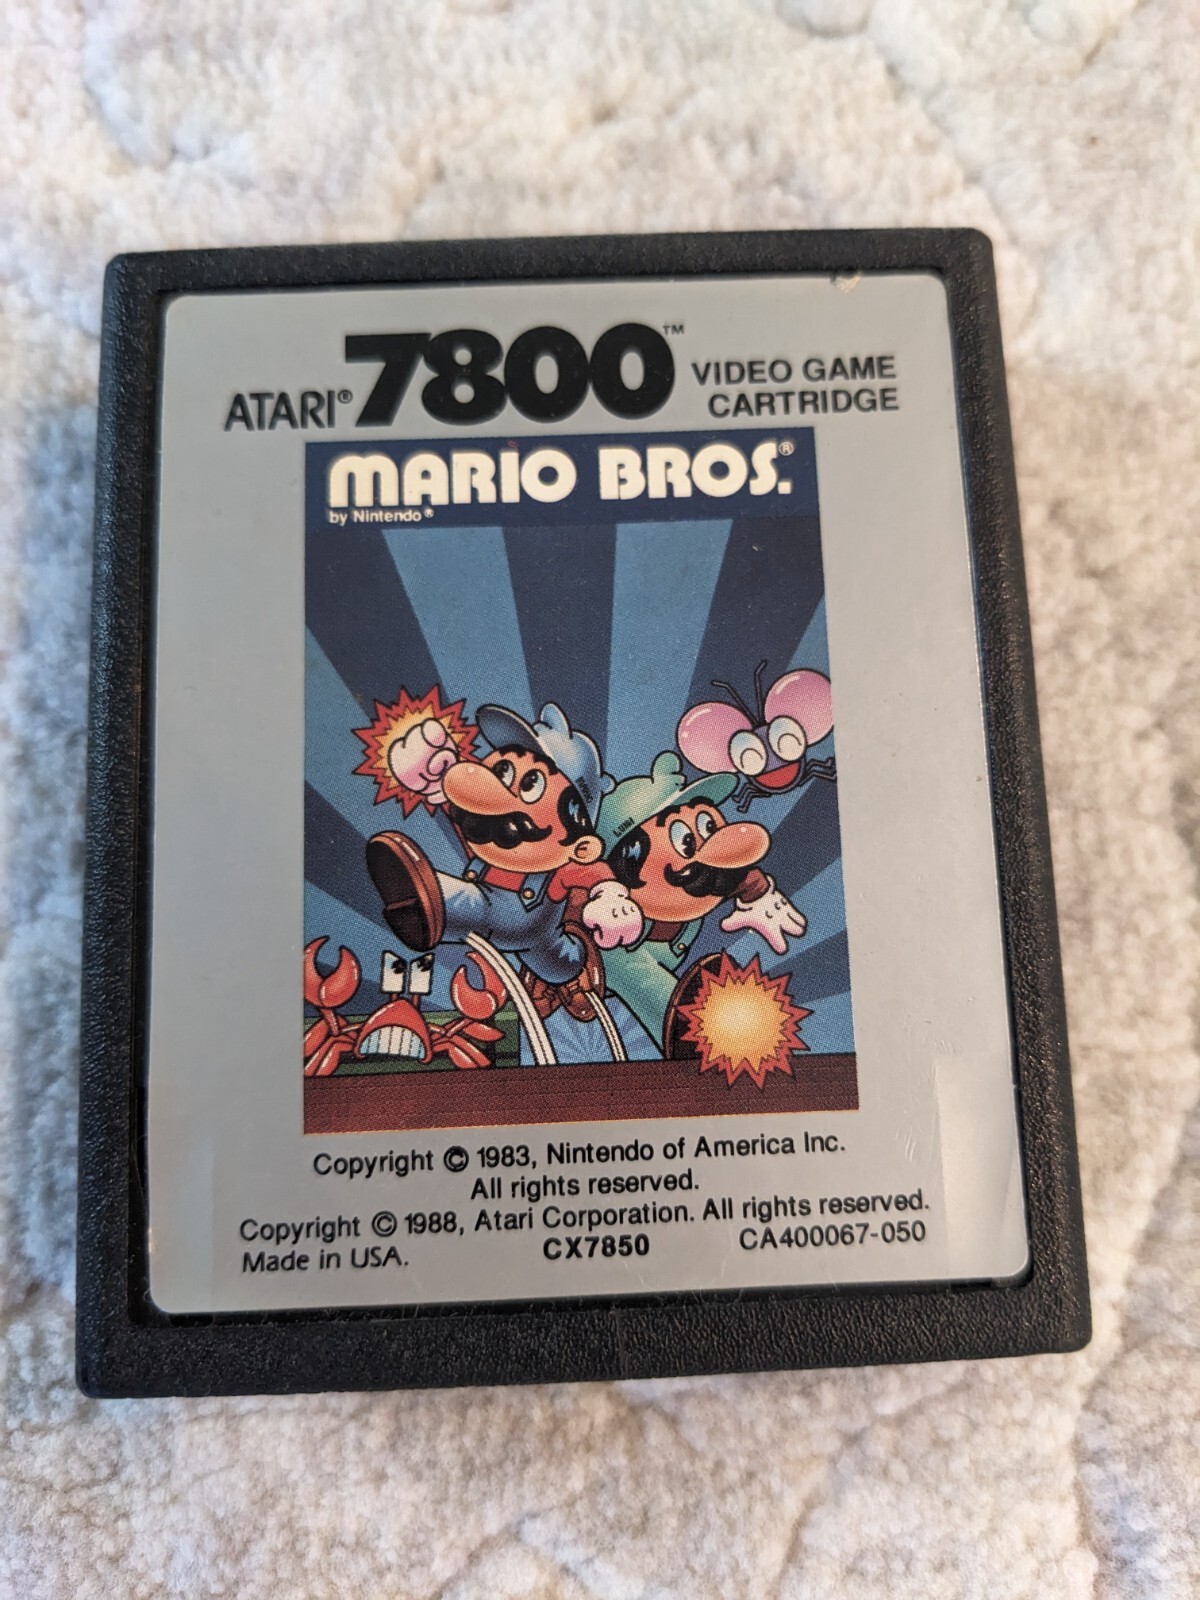 ATARI® 7800™ VIDEO GAME
CARTRIDGE
MARIO BROS.®
by Nintendo®
LUIGI
Copyright © 1983, Nintendo of America Inc.
All rights reserved.
Copyright © 1988, Atari Corporation. All rights reserved.
Made in USA. CX7850 CA400067-050